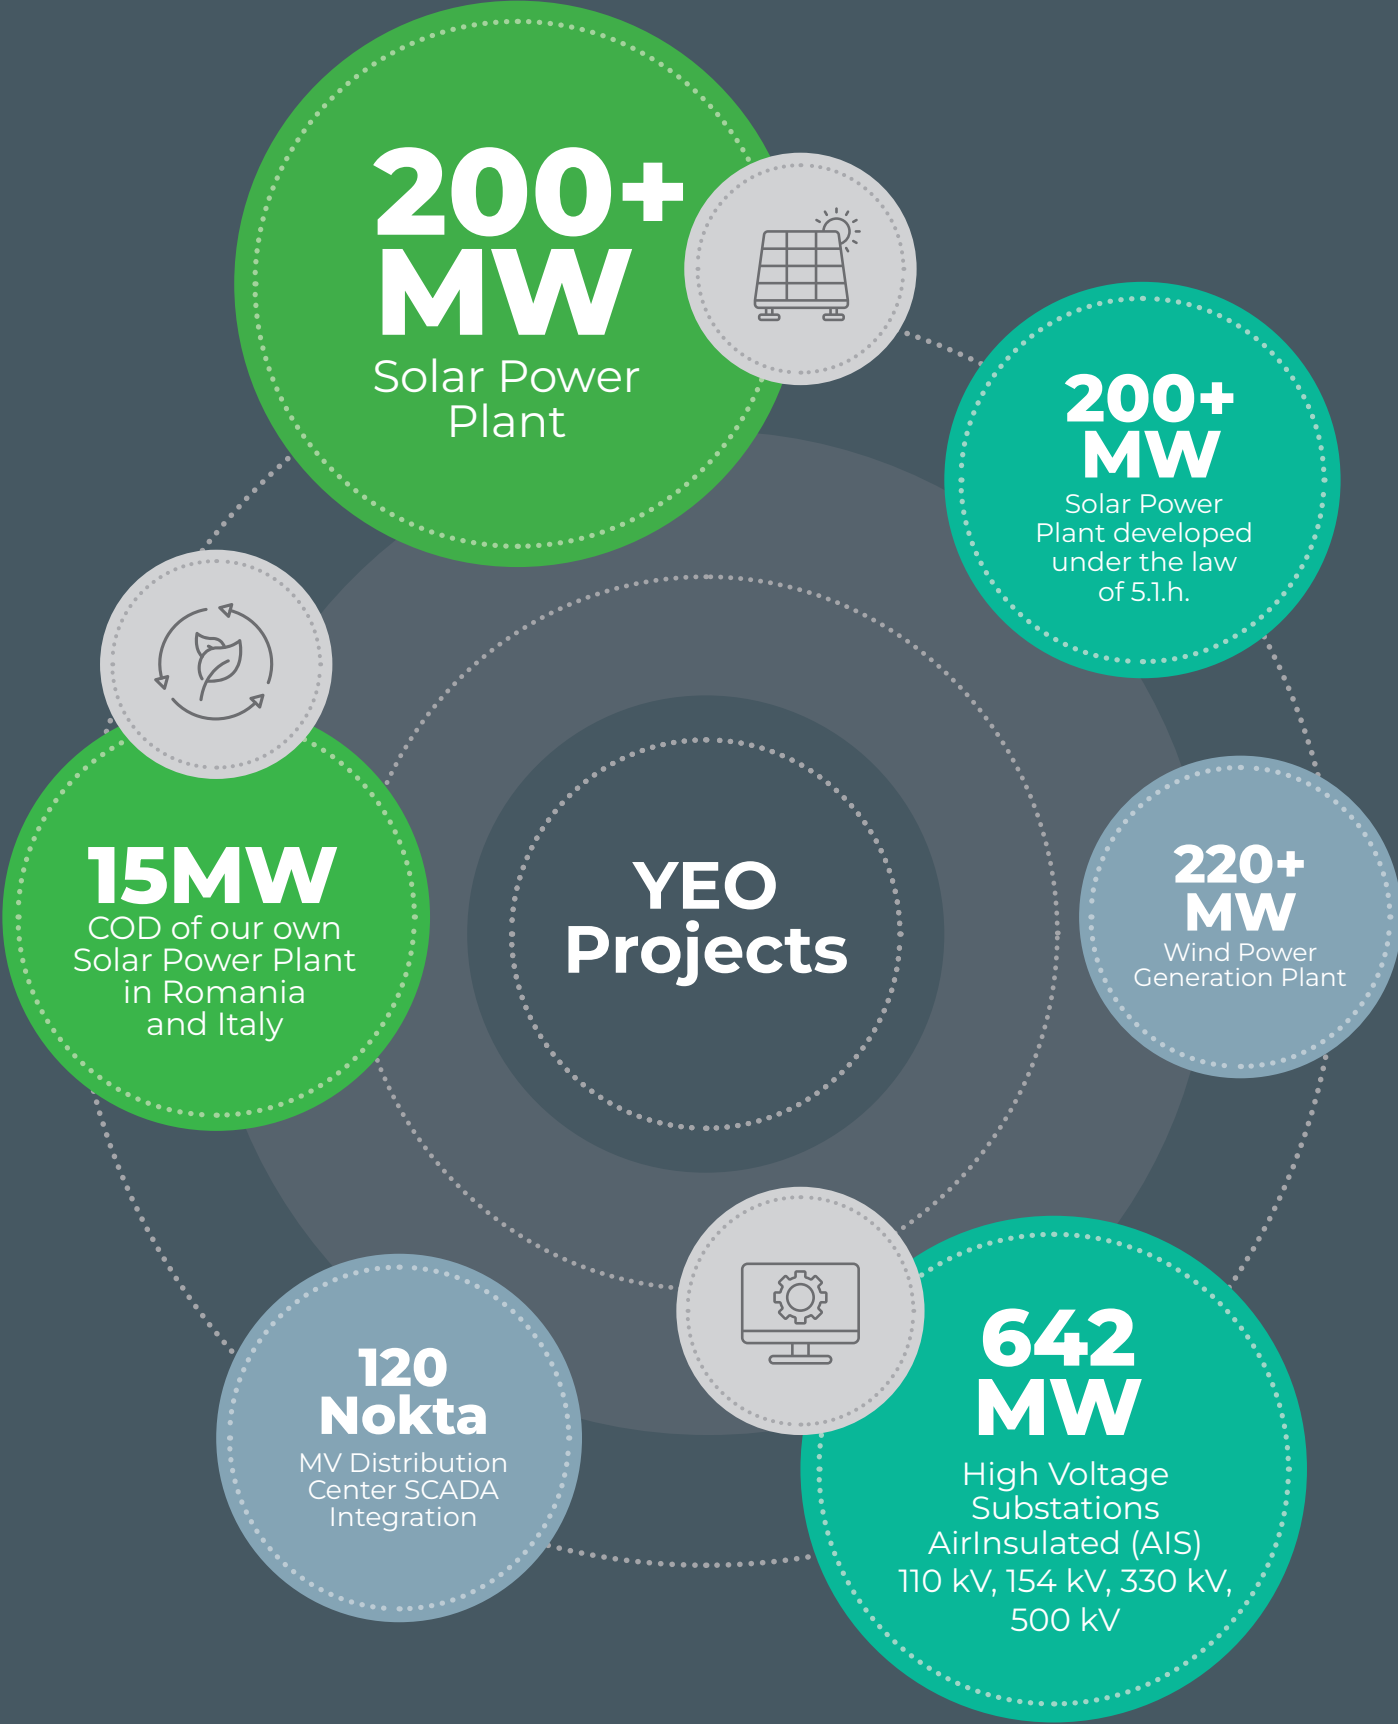 200+
MW
Solar Power
Plant
200+
MW
Solar Power
Plant developed
under the law
of 5.1.h.
220+
MW
Wind Power
Generation Plant
15MW
COD of our own
Solar Power Plant
in Romania
and Italy
YEO
Projects
120
Nokta
MV Distribution
Center SCADA
Integration
642
MW
High Voltage
Substations
AirInsulated (AIS)
110 kV, 154 kV, 330 kV,
500 kV